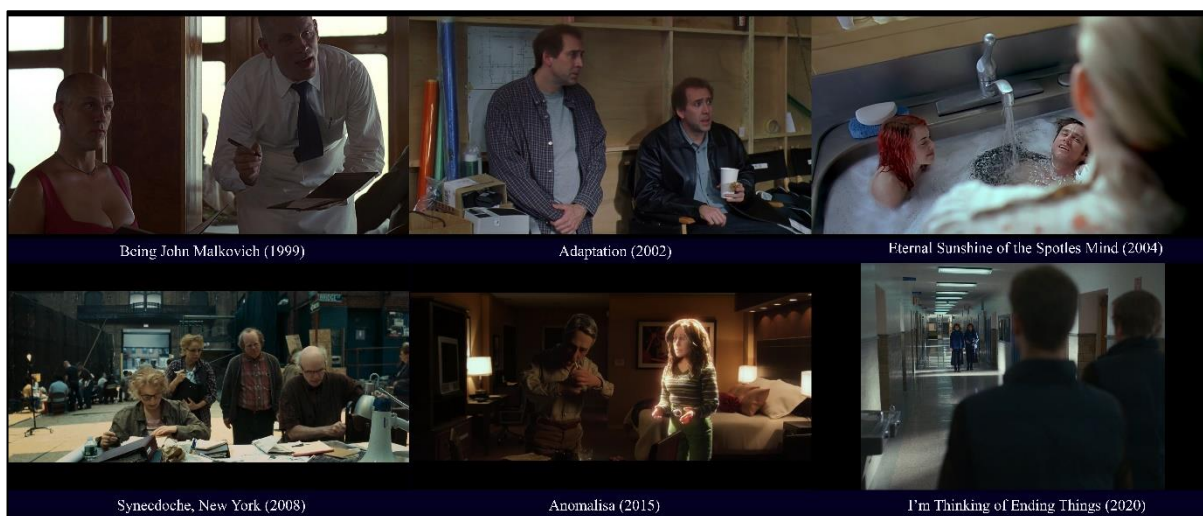 Being John Malkovich (1999)
Adaptation (2002)
Eternal Sunshine of the Spotles Mind (2004)
Synecdoche, New York (2008)
Anomalisa (2015)
I'm Thinking of Ending Things (2020)